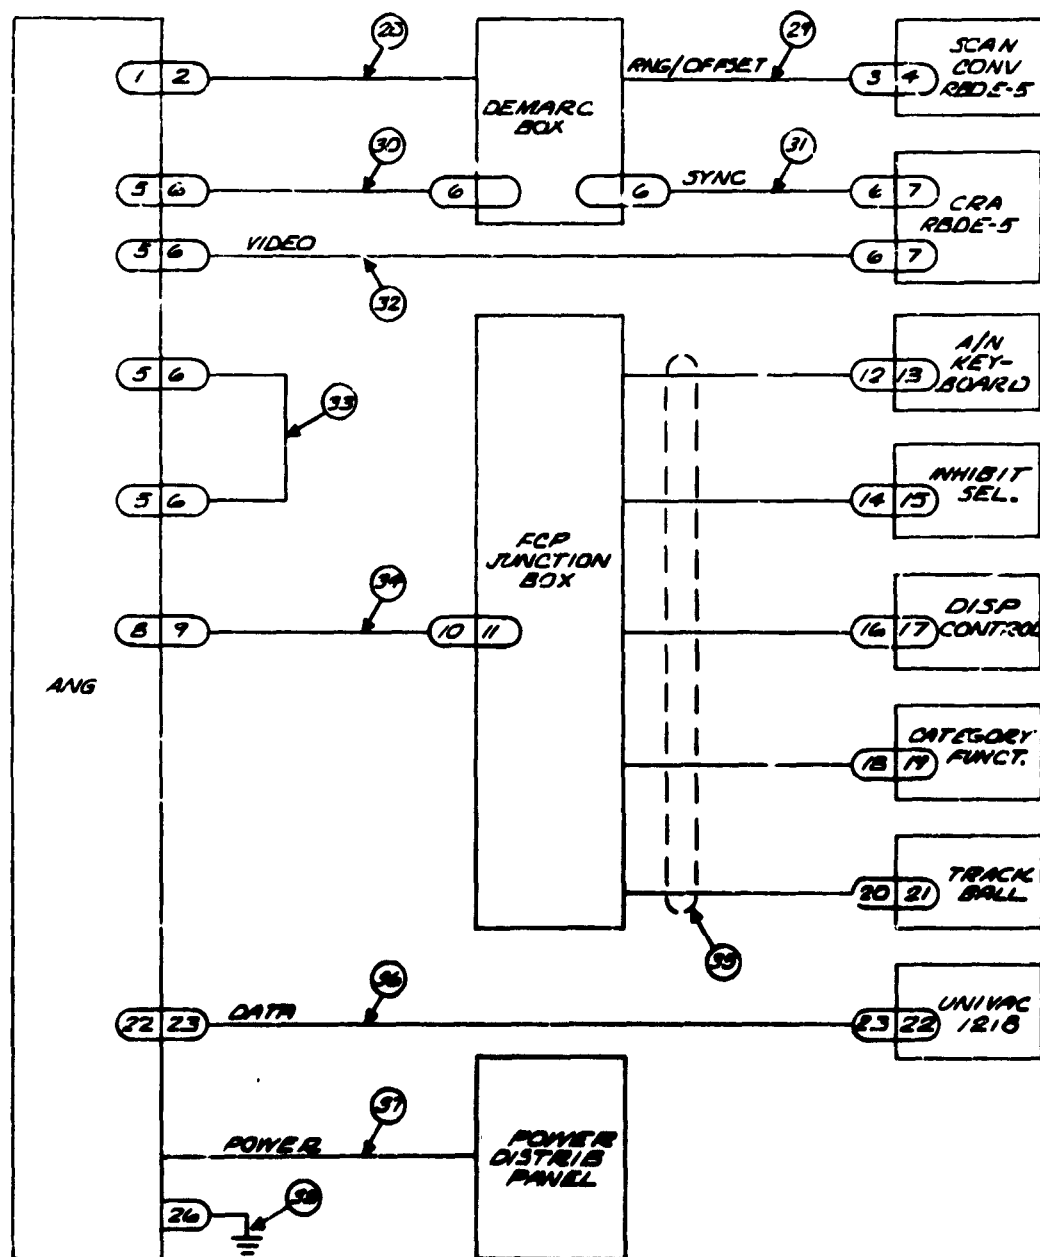 29
1 2
RNG/OFFSET
3 4
SCAN
CONV
RBDE-5
DEMARC
BOX
30
31
5 6
6
6
SYNC
6 7
CRA
RBDE-5
5 6
VIDEO
6 7
32
5 6
12 13
A/N
KEY-
BOARD
33
5 6
14 15
INHIBIT
SEL.
FCP
JUNCTION
BOX
34
8 9
10 11
16 17
DISP
CONTROL
ANG
18 19
CATEGORY
FUNCT.
20 21
TRACK
BALL
35
36
22 23
DATA
23 22
UNIVAC
1218
37
POWER
POWER
DISTRIB
PANEL
26
38